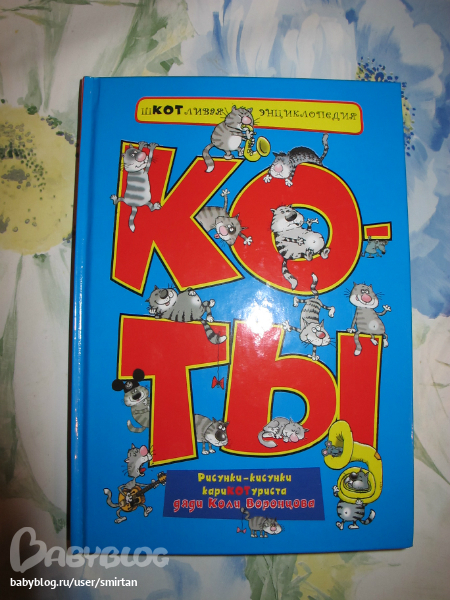 шКОТливая энциклопедия
КО-
ТЫ
Рисунки-кисунки
кариКОТуриста
дяди Коли Воронцова
BABYBLOG
babyblog.ru/user/smirtan